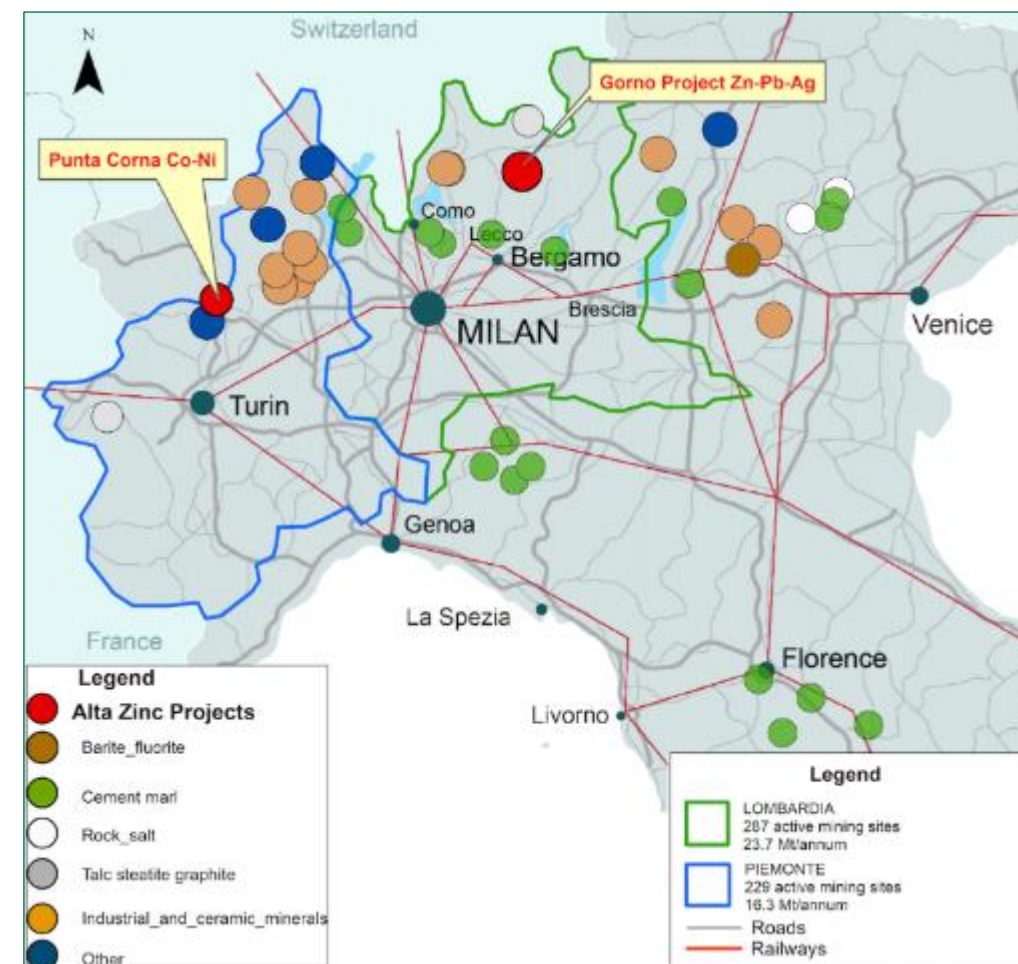 Switzerland
N
Gorno Project Zn-Pb-Ag
Punta Corna Co-Ni
Como
Lecco
Bergamo
Brescia
MILAN
Venice
Turin
Genoa
La Spezia
France
Florence
Livorno
Legend
Alta Zinc Projects
Barite_fluorite
Cement marl
Rock_salt
Talc steatite graphite
Industrial_and_ceramic_minerals
Other
Legend
LOMBARDIA
287 active mining sites
23.7 Mt/annum
PIEMONTE
229 active mining sites
16.3 Mt/annum
Roads
Railways